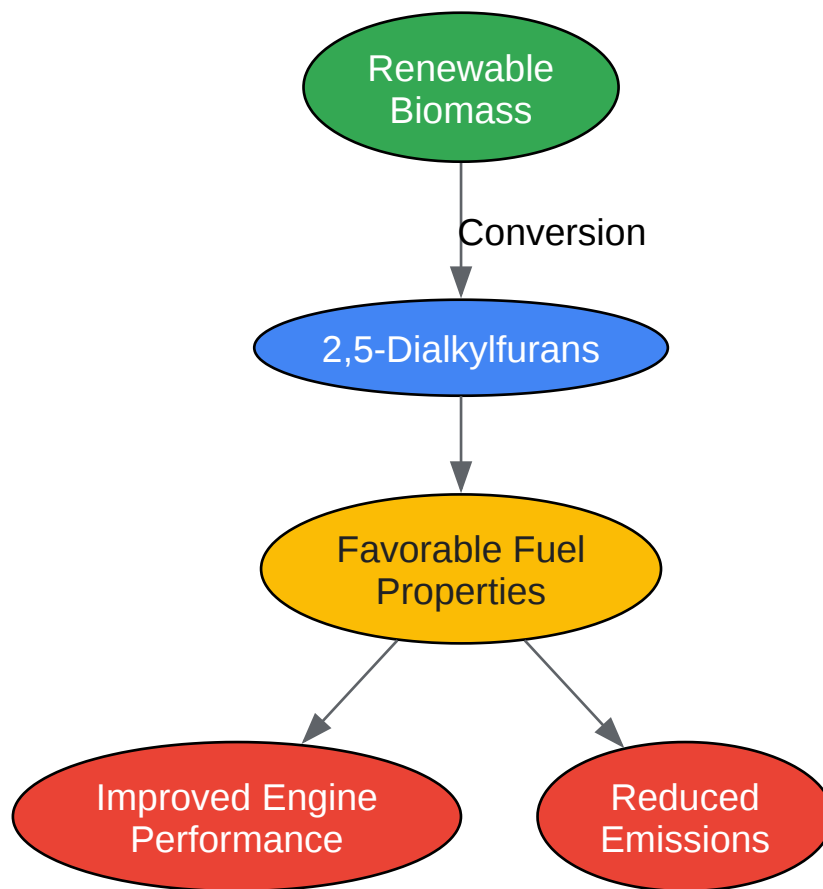 Renewable
Biomass
Conversion
2,5-Dialkylfurans
Favorable Fuel
Properties
Improved Engine
Performance
Reduced
Emissions